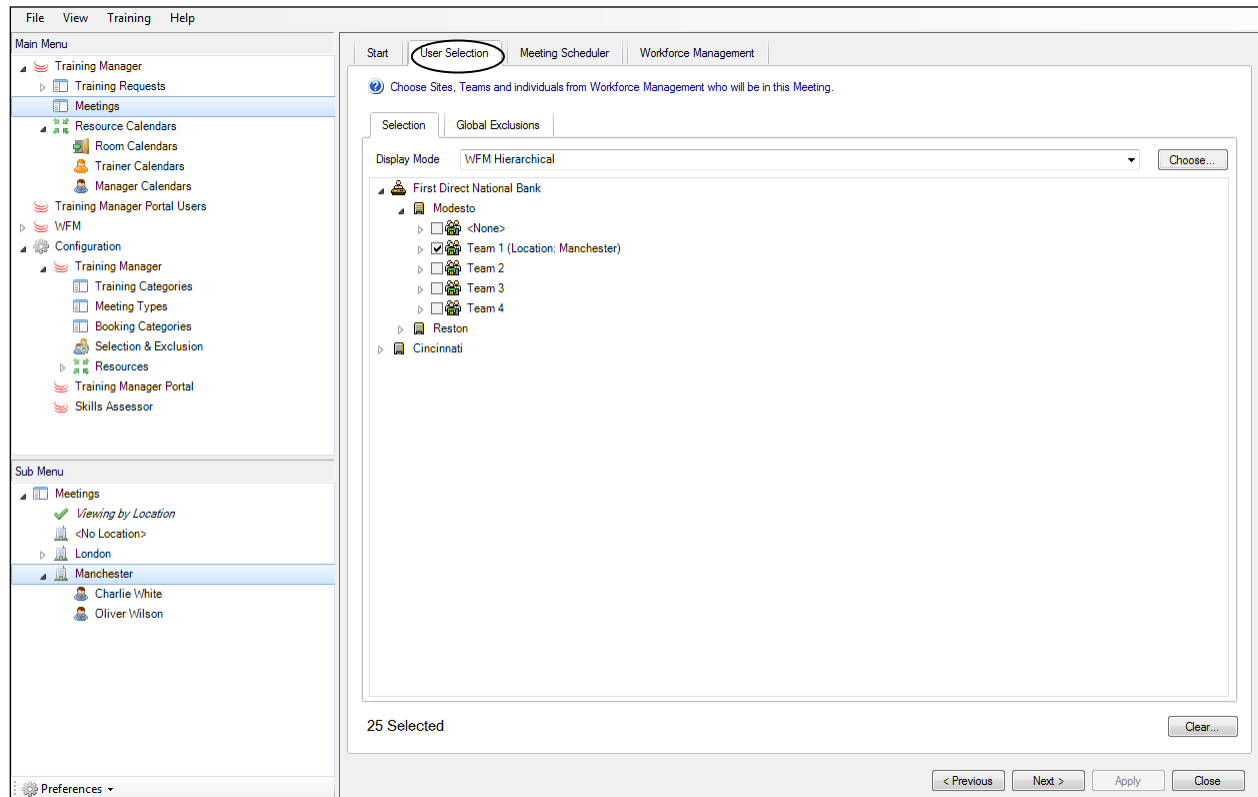 File View Training Help
Main Menu
Training Manager
Training Requests
Meetings
Resource Calendars
Room Calendars
Trainer Calendars
Manager Calendars
Training Manager Portal Users
WFM
Configuration
Training Manager
Training Categories
Meeting Types
Booking Categories
Selection & Exclusion
Resources
Training Manager Portal
Skills Assessor
Sub Menu
Meetings
Viewing by Location
<No Location>
London
Manchester
Charlie White
Oliver Wilson
Preferences
Start User Selection Meeting Scheduler Workforce Management
Choose Sites, Teams and individuals from Workforce Management who will be in this Meeting.
Selection Global Exclusions
Display Mode WFM Hierarchical Choose...
First Direct National Bank
Modesto
<None>
Team 1 (Location: Manchester)
Team 2
Team 3
Team 4
Reston
Cincinnati
25 Selected Clear...
< Previous Next > Apply Close